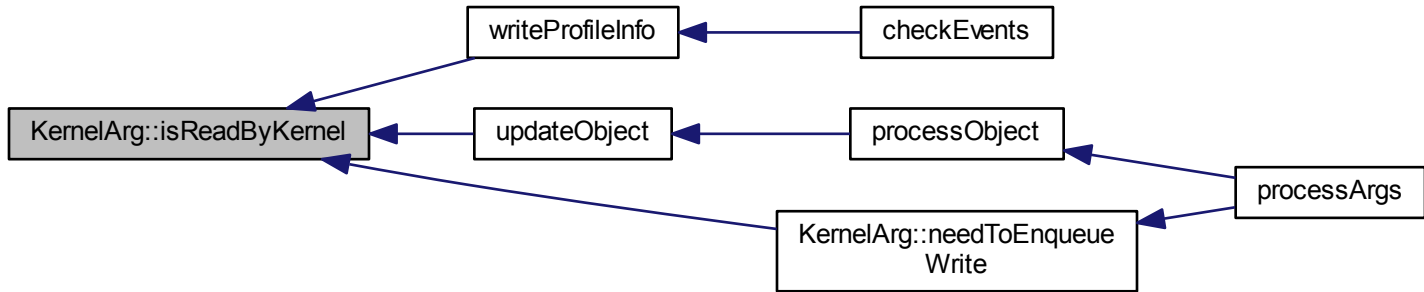 writeProfileInfo
checkEvents
KernelArg::isReadByKernel
updateObject
processObject
processArgs
KernelArg::needToEnqueue
Write